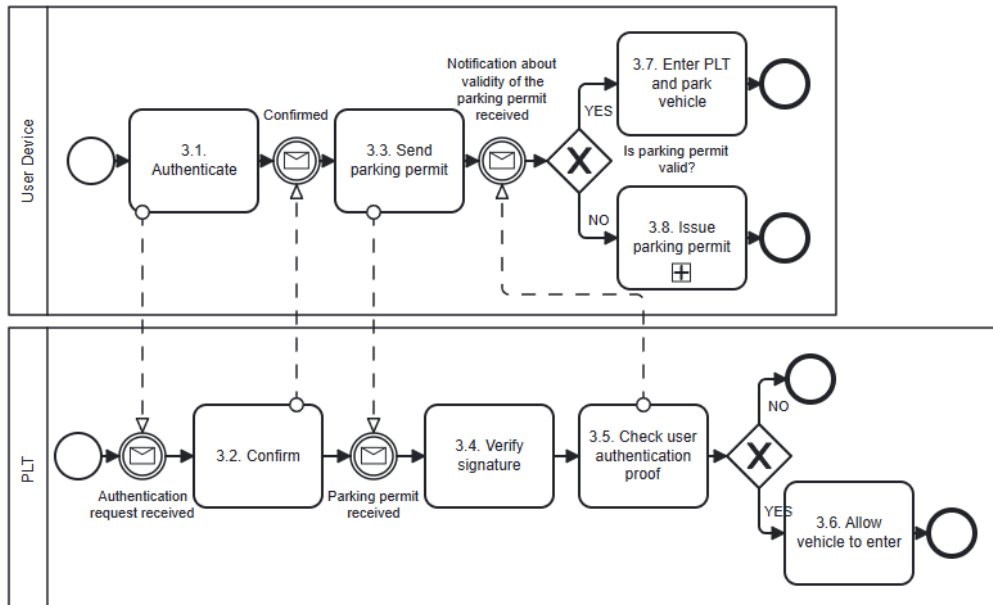 User Device
3.1.
Authenticate
Confirmed
3.3. Send
parking permit
Notification about
validity of the
parking permit
received
YES
NO
3.7. Enter PLT
and park
vehicle
Is parking permit
valid?
3.8. Issue
parking permit
PLT
Authentication
request received
3.2. Confirm
Parking permit
received
3.4. Verify
signature
3.5. Check user
authentication
proof
NO
YES
3.6. Allow
vehicle to enter